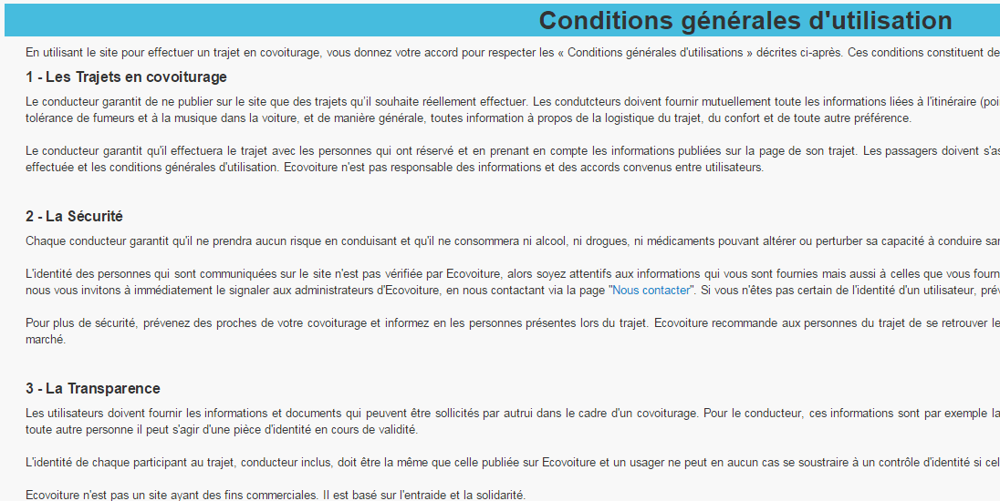 Conditions générales d'utilisation
En utilisant le site pour effectuer un trajet en covoiturage, vous donnez votre accord pour respecter les « Conditions générales d'utilisations » décrites ci-après. Ces conditions constituent de
1 - Les Trajets en covoiturage
Le conducteur garantit de ne publier sur le site que des trajets qu'il souhaite réellement effectuer. Les condutcteurs doivent fournir mutuellement toute les informations liées à l'itinéraire (poi
tolérance de fumeurs et à la musique dans la voiture, et de manière générale, toutes information à propos de la logistique du trajet, du confort et de toute autre préférence.
Le conducteur garantit qu'il effectuera le trajet avec les personnes qui ont réservé et en prenant en compte les informations publiées sur la page de son trajet. Les passagers doivent s'as
effectuée et les conditions générales d'utilisation. Ecovoiture n'est pas responsable des informations et des accords convenus entre utilisateurs.
2 - La Sécurité
Chaque conducteur garantit qu'il ne prendra aucun risque en conduisant et qu'il ne consommera ni alcool, ni drogues, ni médicaments pouvant altérer ou perturber sa capacité à conduire sa
L'identité des personnes qui sont communiquées sur le site n'est pas vérifiée par Ecovoiture, alors soyez attentifs aux informations qui vous sont fournies mais aussi à celles que vous fourn
nous vous invitons à immédiatement le signaler aux administrateurs d'Ecovoiture, en nous contactant via la page "Nous contacter". Si vous n'êtes pas certain de l'identité d'un utilisateur, prév
Pour plus de sécurité, prévenez des proches de votre covoiturage et informez en les personnes présentes lors du trajet. Ecovoiture recommande aux personnes du trajet de se retrouver le
marché.
3 - La Transparence
Les utilisateurs doivent fournir les informations et documents qui peuvent être sollicités par autrui dans le cadre d'un covoiturage. Pour le conducteur, ces informations sont par exemple la
toute autre personne il peut s'agir d'une pièce d'identité en cours de validité.
L'identité de chaque participant au trajet, conducteur inclus, doit être la même que celle publiée sur Ecovoiture et un usager ne peut en aucun cas se soustraire à un contrôle d'identité si cel
Ecovoiture n'est pas un site ayant des fins commerciales. Il est basé sur l'entraide et la solidarité.